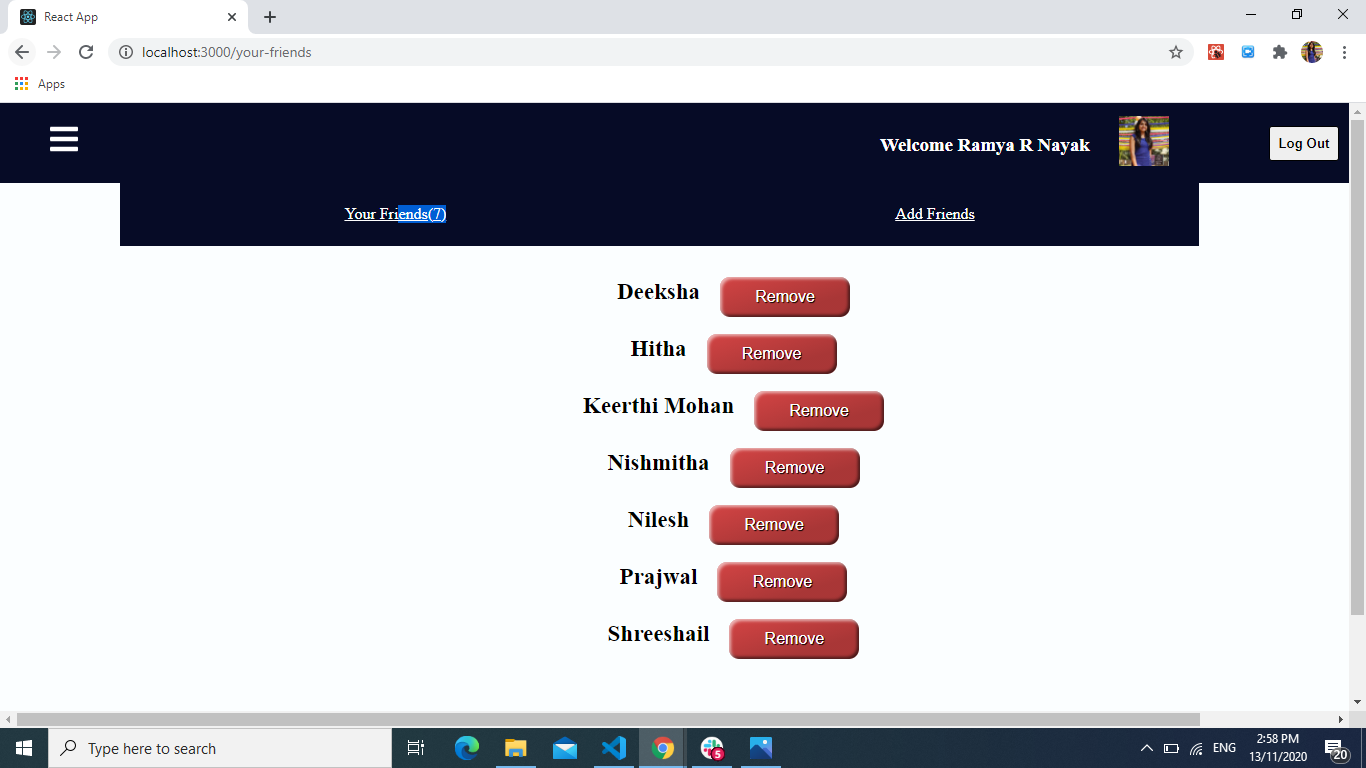 React App
localhost:3000/your-friends
Apps
Welcome Ramya R Nayak
Log Out
Your Friends(7)
Add Friends
Deeksha Remove
Hitha Remove
Keerthi Mohan Remove
Nishmitha Remove
Nilesh Remove
Prajwal Remove
Shreeshail Remove
Type here to search
5
ENG
2:58 PM
13/11/2020
20